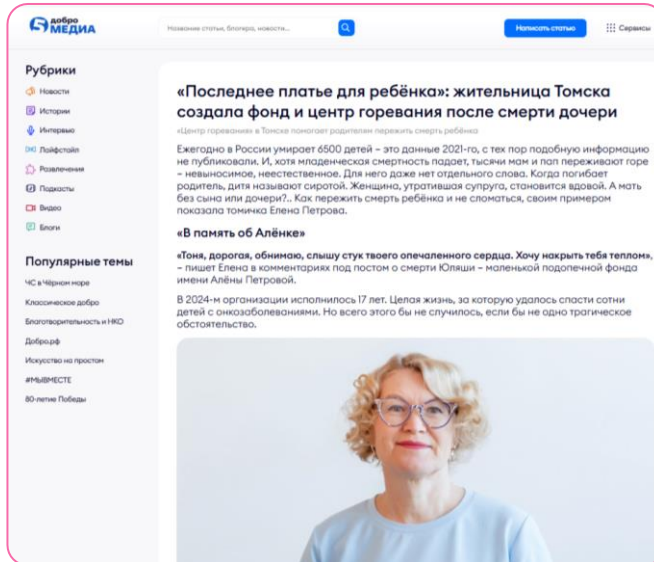 добро
МЕДИА
Название статьи, блогера, новости...
Написать статью
Сервисы
Рубрики
Новости
Истории
Интервью
Лайфстайл
Развлечения
Подкасты
Видео
Блоги
Популярные темы
ЧС в Чёрном море
Классическое добро
Благотворительность и НКО
Добро.рф
Искусство на простом
#МЫВМЕСТЕ
80-летие Победы
«Последнее платье для ребёнка»: жительница Томска
создала фонд и центр горевания после смерти дочери
«Центр горевания» в Томске помогает родителям пережить смерть ребёнка
Ежегодно в России умирает 6500 детей – это данные 2021-го, с тех пор подобную информацию
не публиковали. И, хотя младенческая смертность падает, тысячи мам и пап переживают горе
– невыносимое, неестественное. Для него даже нет отдельного слова. Когда погибает
родитель, дитя называют сиротой. Женщина, утратившая супруга, становится вдовой. А мать
без сына или дочери?.. Как пережить смерть ребёнка и не сломаться, своим примером
показала томичка Елена Петрова.
«В память об Алёнке»
«Тоня, дорогая, обнимаю, слышу стук твоего опечаленного сердца. Хочу накрыть тебя теплом»,
– пишет Елена в комментариях под постом о смерти Юляши – маленькой подопечной фонда
имени Алёны Петровой.
В 2024-м организации исполнилось 17 лет. Целая жизнь, за которую удалось спасти сотни
детей с онкозаболеваниями. Но всего этого бы не случилось, если бы не одно трагическое
обстоятельство.